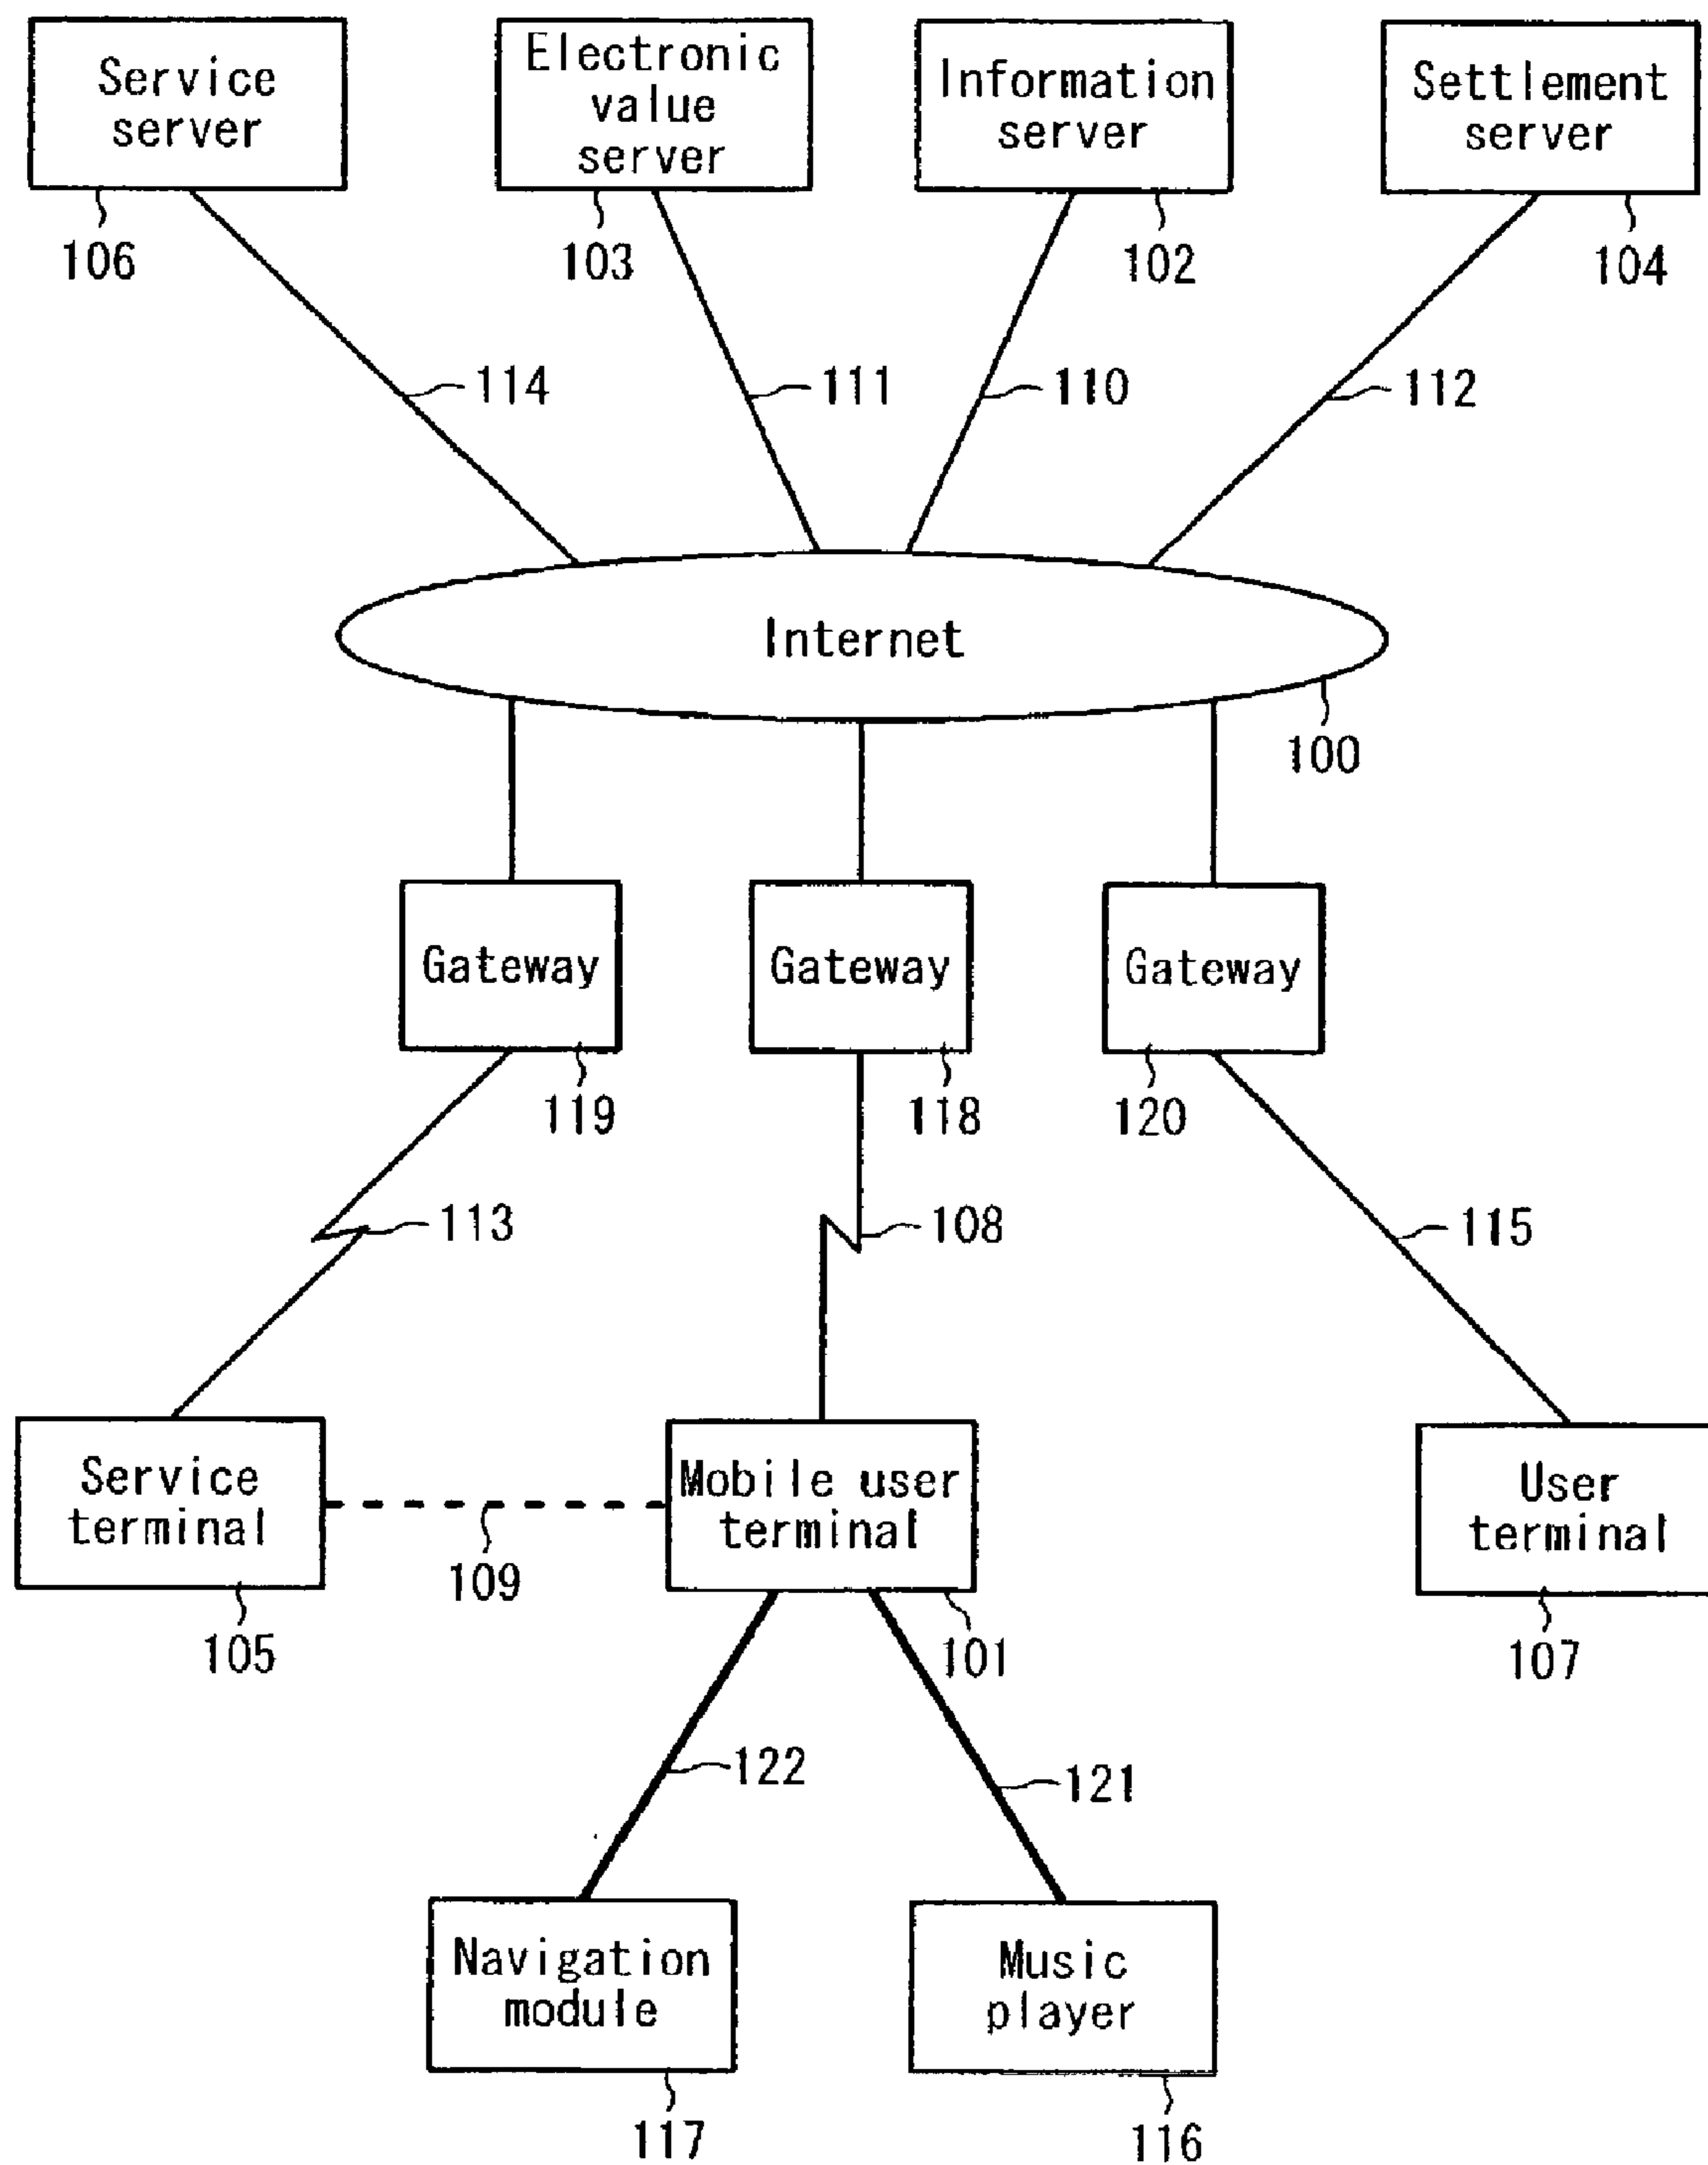 Service
server
106
Electronic
value
server
103
Information
server
102
Settlement
server
104
114
111
110
112
Internet
100
Gateway
119
Gateway
118
Gateway
120
113
108
115
Service
terminal
105
109
Mobile user
terminal
101
User
terminal
107
122
121
Navigation
module
117
Music
player
116